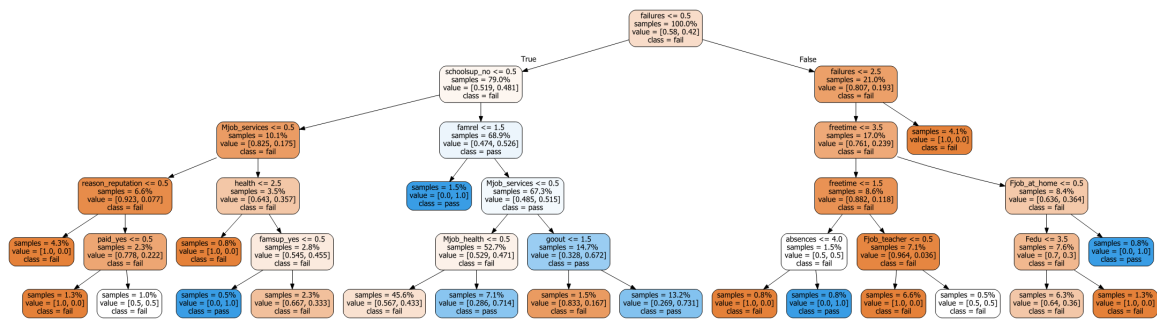 failures <= 0.5
samples = 100.0%
value = [0.58, 0.42]
class = fail
True
False
schoolsup_no <= 0.5
samples = 79.0%
value = [0.519, 0.481]
class = fail
failures <= 2.5
samples = 21.0%
value = [0.807, 0.193]
class = fail
Mjob_services <= 0.5
samples = 10.1%
value = [0.825, 0.175]
class = fail
famrel <= 1.5
samples = 68.9%
value = [0.474, 0.526]
class = pass
freetime <= 3.5
samples = 17.0%
value = [0.761, 0.239]
class = fail
samples = 4.1%
value = [1.0, 0.0]
class = fail
reason_reputation <= 0.5
samples = 6.6%
value = [0.923, 0.077]
class = fail
health <= 2.5
samples = 3.5%
value = [0.643, 0.357]
class = fail
samples = 1.5%
value = [0.0, 1.0]
class = pass
Mjob_services <= 0.5
samples = 67.3%
value = [0.485, 0.515]
class = pass
freetime <= 1.5
samples = 8.6%
value = [0.882, 0.118]
class = fail
Fjob_at_home <= 0.5
samples = 8.4%
value = [0.636, 0.364]
class = fail
samples = 4.3%
value = [1.0, 0.0]
class = fail
paid_yes <= 0.5
samples = 2.3%
value = [0.778, 0.222]
class = fail
samples = 0.8%
value = [1.0, 0.0]
class = fail
famsup_yes <= 0.5
samples = 2.8%
value = [0.545, 0.455]
class = fail
Mjob_health <= 0.5
samples = 52.7%
value = [0.529, 0.471]
class = fail
goout <= 1.5
samples = 14.7%
value = [0.328, 0.672]
class = pass
absences <= 4.0
samples = 1.5%
value = [0.5, 0.5]
class = fail
Fjob_teacher <= 0.5
samples = 7.1%
value = [0.964, 0.036]
class = fail
Fedu <= 3.5
samples = 7.6%
value = [0.7, 0.3]
class = fail
samples = 0.8%
value = [0.0, 1.0]
class = pass
samples = 1.3%
value = [1.0, 0.0]
class = fail
samples = 1.0%
value = [0.5, 0.5]
class = fail
samples = 0.5%
value = [0.0, 1.0]
class = pass
samples = 2.3%
value = [0.667, 0.333]
class = fail
samples = 45.6%
value = [0.567, 0.433]
class = fail
samples = 7.1%
value = [0.286, 0.714]
class = pass
samples = 1.5%
value = [0.833, 0.167]
class = fail
samples = 13.2%
value = [0.269, 0.731]
class = pass
samples = 0.8%
value = [1.0, 0.0]
class = fail
samples = 0.8%
value = [0.0, 1.0]
class = pass
samples = 6.6%
value = [1.0, 0.0]
class = fail
samples = 0.5%
value = [0.5, 0.5]
class = fail
samples = 6.3%
value = [0.64, 0.36]
class = fail
samples = 1.3%
value = [1.0, 0.0]
class = fail